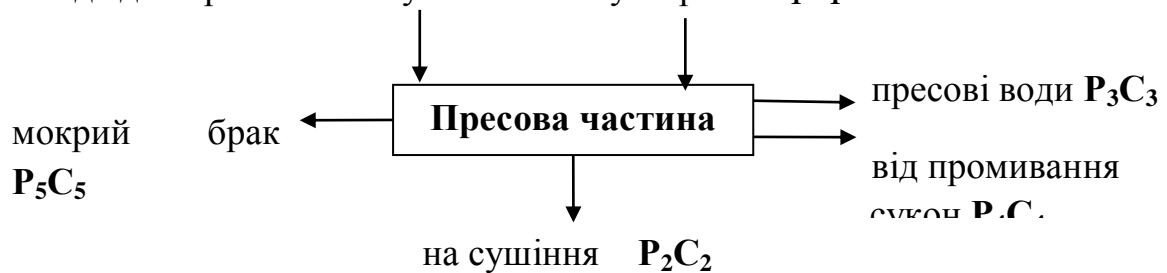 Пресова частина
пресові води P₃C₃
мокрий брак
P₅C₅
від промивання
сукон
на сушіння P₂C₂